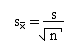 s_x̅ = s / √n